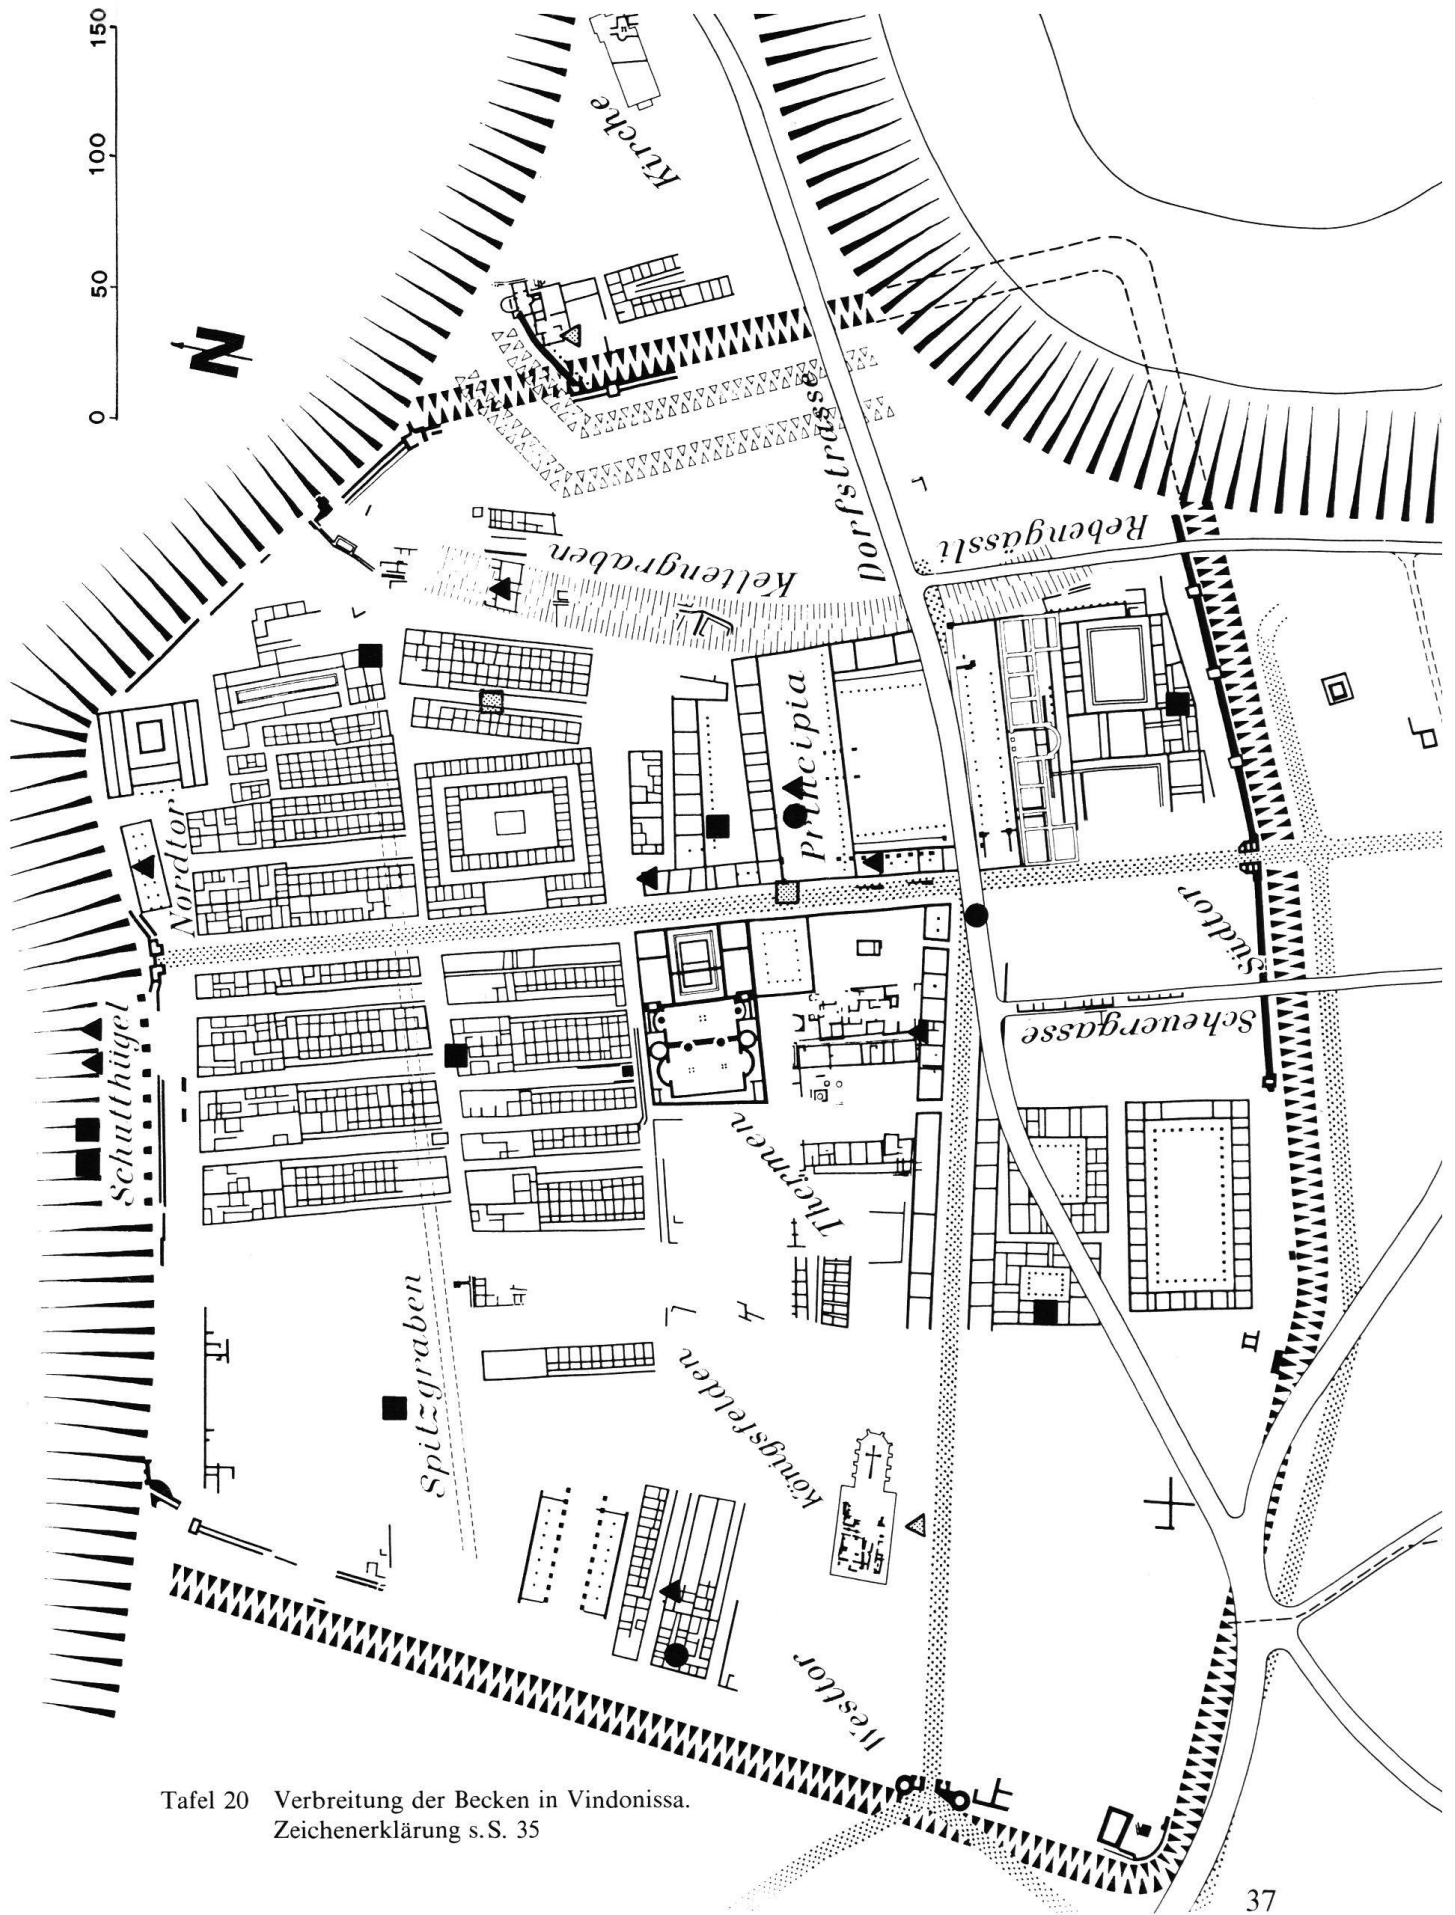 150
100
50
0
N
Kirche
Dorfstrasse
Rebengässli
Keltengraben
Principia
Nordtor
Südtor
Scheuergasse
Schutthügel
Thermen
Spitzgraben
Königsfelden
Westtor
Tafel 20 Verbreitung der Becken in Vindonissa.
Zeichenerklärung s. S. 35
37